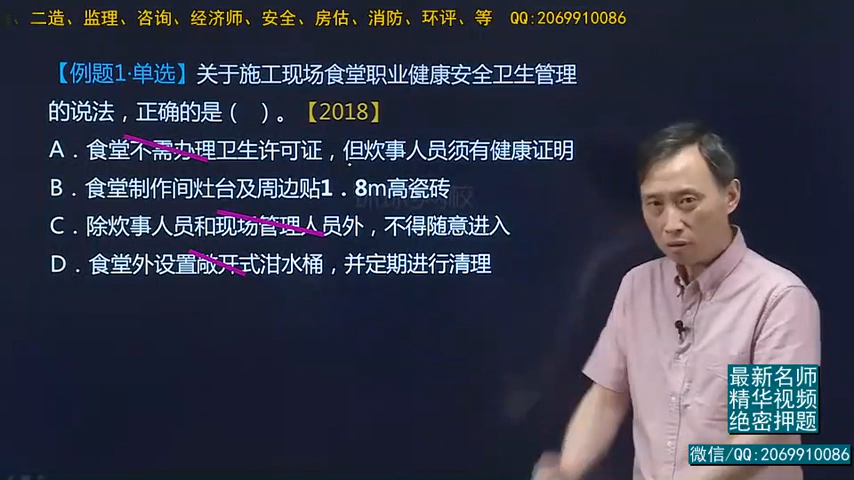 、二造、监理、咨询、经济师、安全、房估、消防、环评、等 QQ:2069910086
【例题1·单选】关于施工现场食堂职业健康安全卫生管理
的说法，正确的是（ ）。【2018】
A．食堂不需办理卫生许可证，但炊事人员须有健康证明
B．食堂制作间灶台及周边贴1．8m高瓷砖
C．除炊事人员和现场管理人员外，不得随意进入
D．食堂外设置敞开式泔水桶，并定期进行清理
最新名师
精华视频
绝密押题
微信/QQ:2069910086